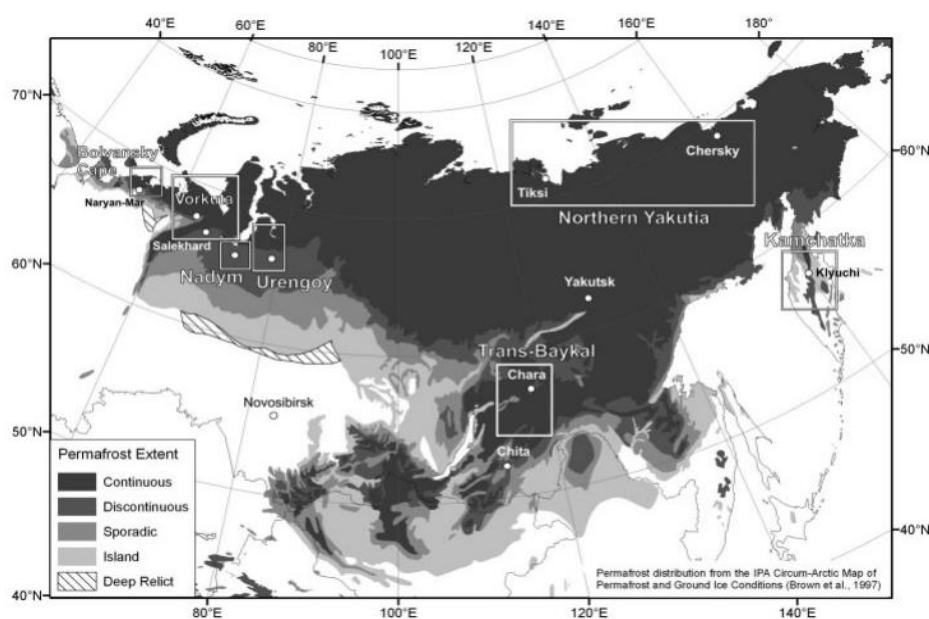 40°E 60°E 80°E 100°E 120°E 140°E 160°E 180°
70°N
60°N
50°N
40°N
60°N
50°N
40°N
80°E 100°E 120°E 140°E
Bolvansky
Cape
Naryan-Mar
Vorkuta
Salekhard
Nadym
Urengoy
Tiksi
Chersky
Northern Yakutia
Kamchatka
Klyuchi
Yakutsk
Trans-Baykal
Chara
Chita
Novosibirsk
Permafrost Extent
Continuous
Discontinuous
Sporadic
Island
Deep Relict
Permafrost distribution from the IPA Circum-Arctic Map of
Permafrost and Ground Ice Conditions (Brown et al., 1997)